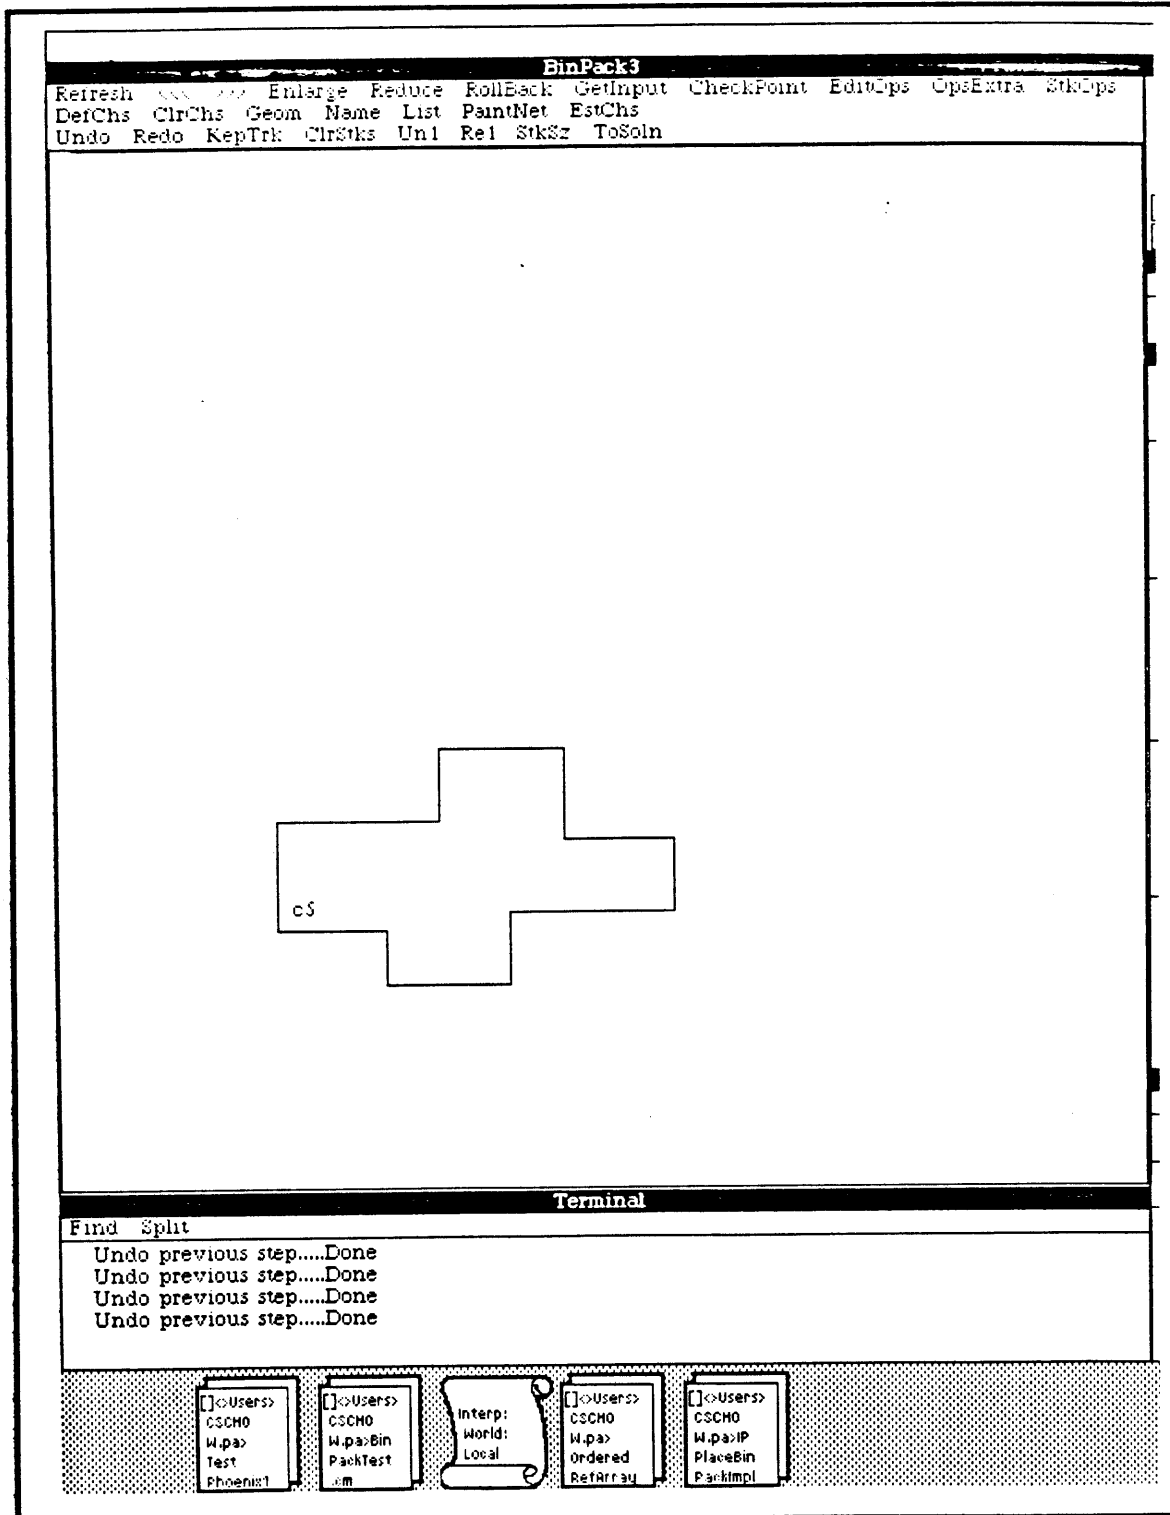 BinPack3
Refresh <<< >>> Enlarge Reduce RollBack GetInput CheckPoint EditOps OpsExtra StkOps
DefChs ClrChs Geom Name List PaintNet EstChs
Undo Redo KepTrk ClrStks Un1 Re1 StkSz ToSoln
cS
Terminal
Find Split
Undo previous step.....Done
Undo previous step.....Done
Undo previous step.....Done
Undo previous step.....Done
[]<>Users>
CSCHO
W.pa>
Test
Phoenix1
[]<>Users>
CSCHO
W.pa>Bin
PackTest
.cm
Interp:
World:
Local
[]<>Users>
CSCHO
W.pa>
Ordered
RefArray
[]<>Users>
CSCHO
W.pa>IP
PlaceBin
PackImpl